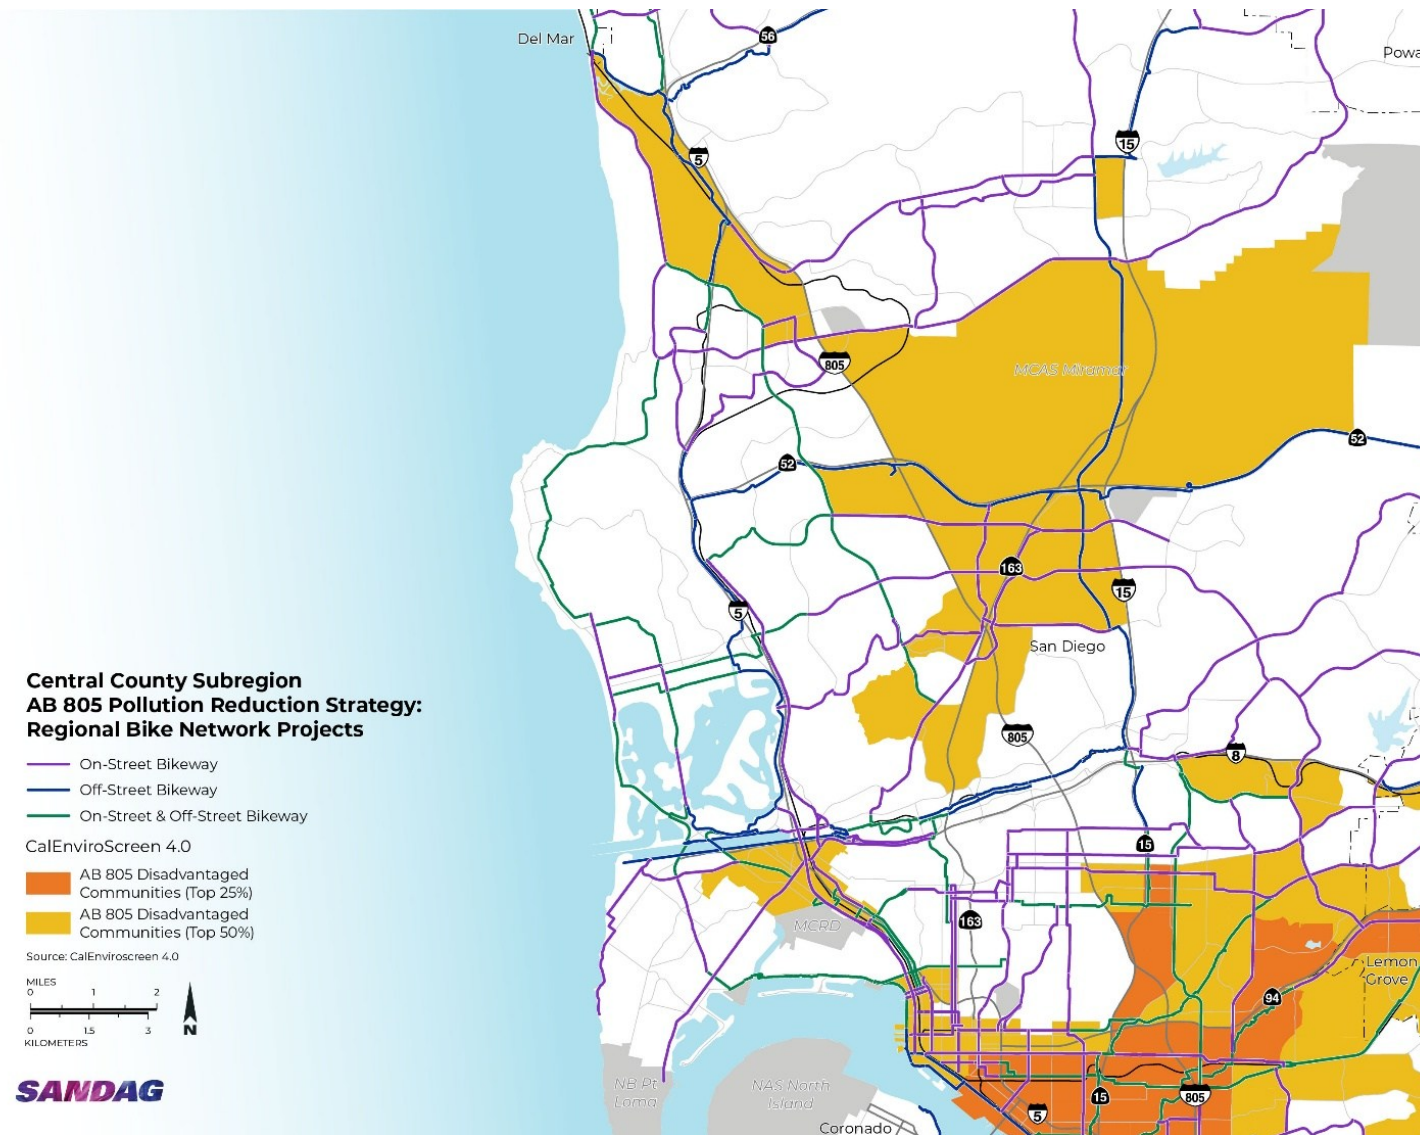 Del Mar
56
Powa
15
5
MCAS Miramar
805
52
52
163
15
5
San Diego
805
8
Central County Subregion
AB 805 Pollution Reduction Strategy:
Regional Bike Network Projects
On-Street Bikeway
Off-Street Bikeway
On-Street & Off-Street Bikeway
CalEnviroScreen 4.0
AB 805 Disadvantaged
Communities (Top 25%)
AB 805 Disadvantaged
Communities (Top 50%)
Source: CalEnviroscreen 4.0
MILES
0 1 2
0 1.5 3
KILOMETERS
N
SANDAG
15
163
MCRD
Lemon
Grove
94
NB Pt
Loma
NAS North
Island
15
805
5
Coronado